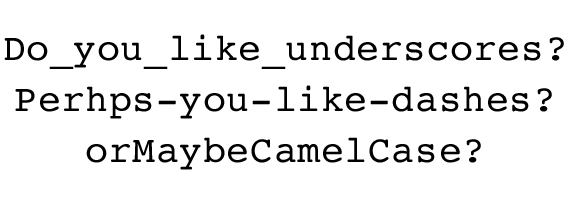 Do_you_like_underscores?
Perhps-you-like-dashes?
orMaybeCamelCase?